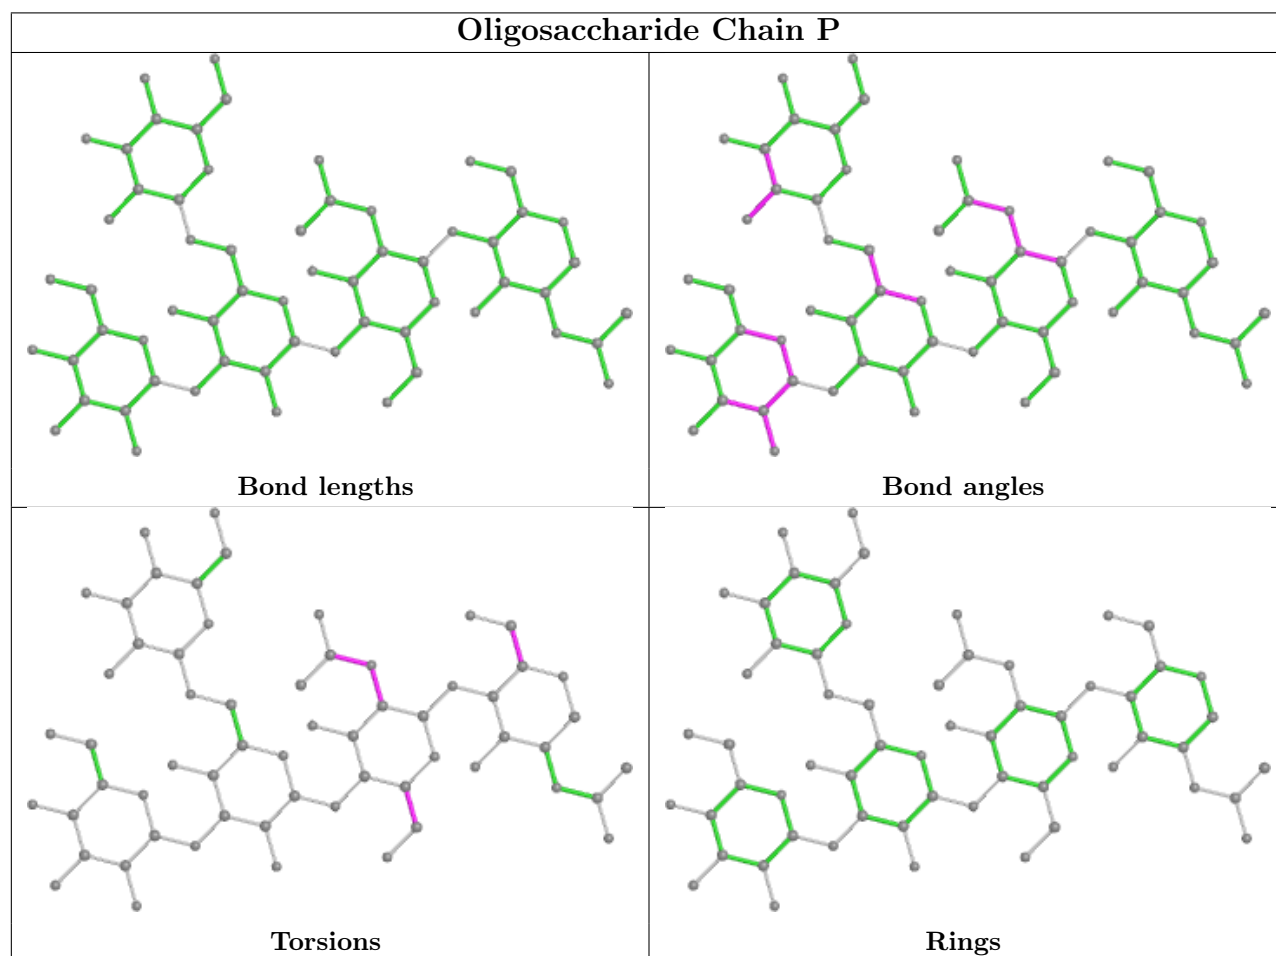 Oligosaccharide Chain P
Bond lengths
Bond angles
Torsions
Rings